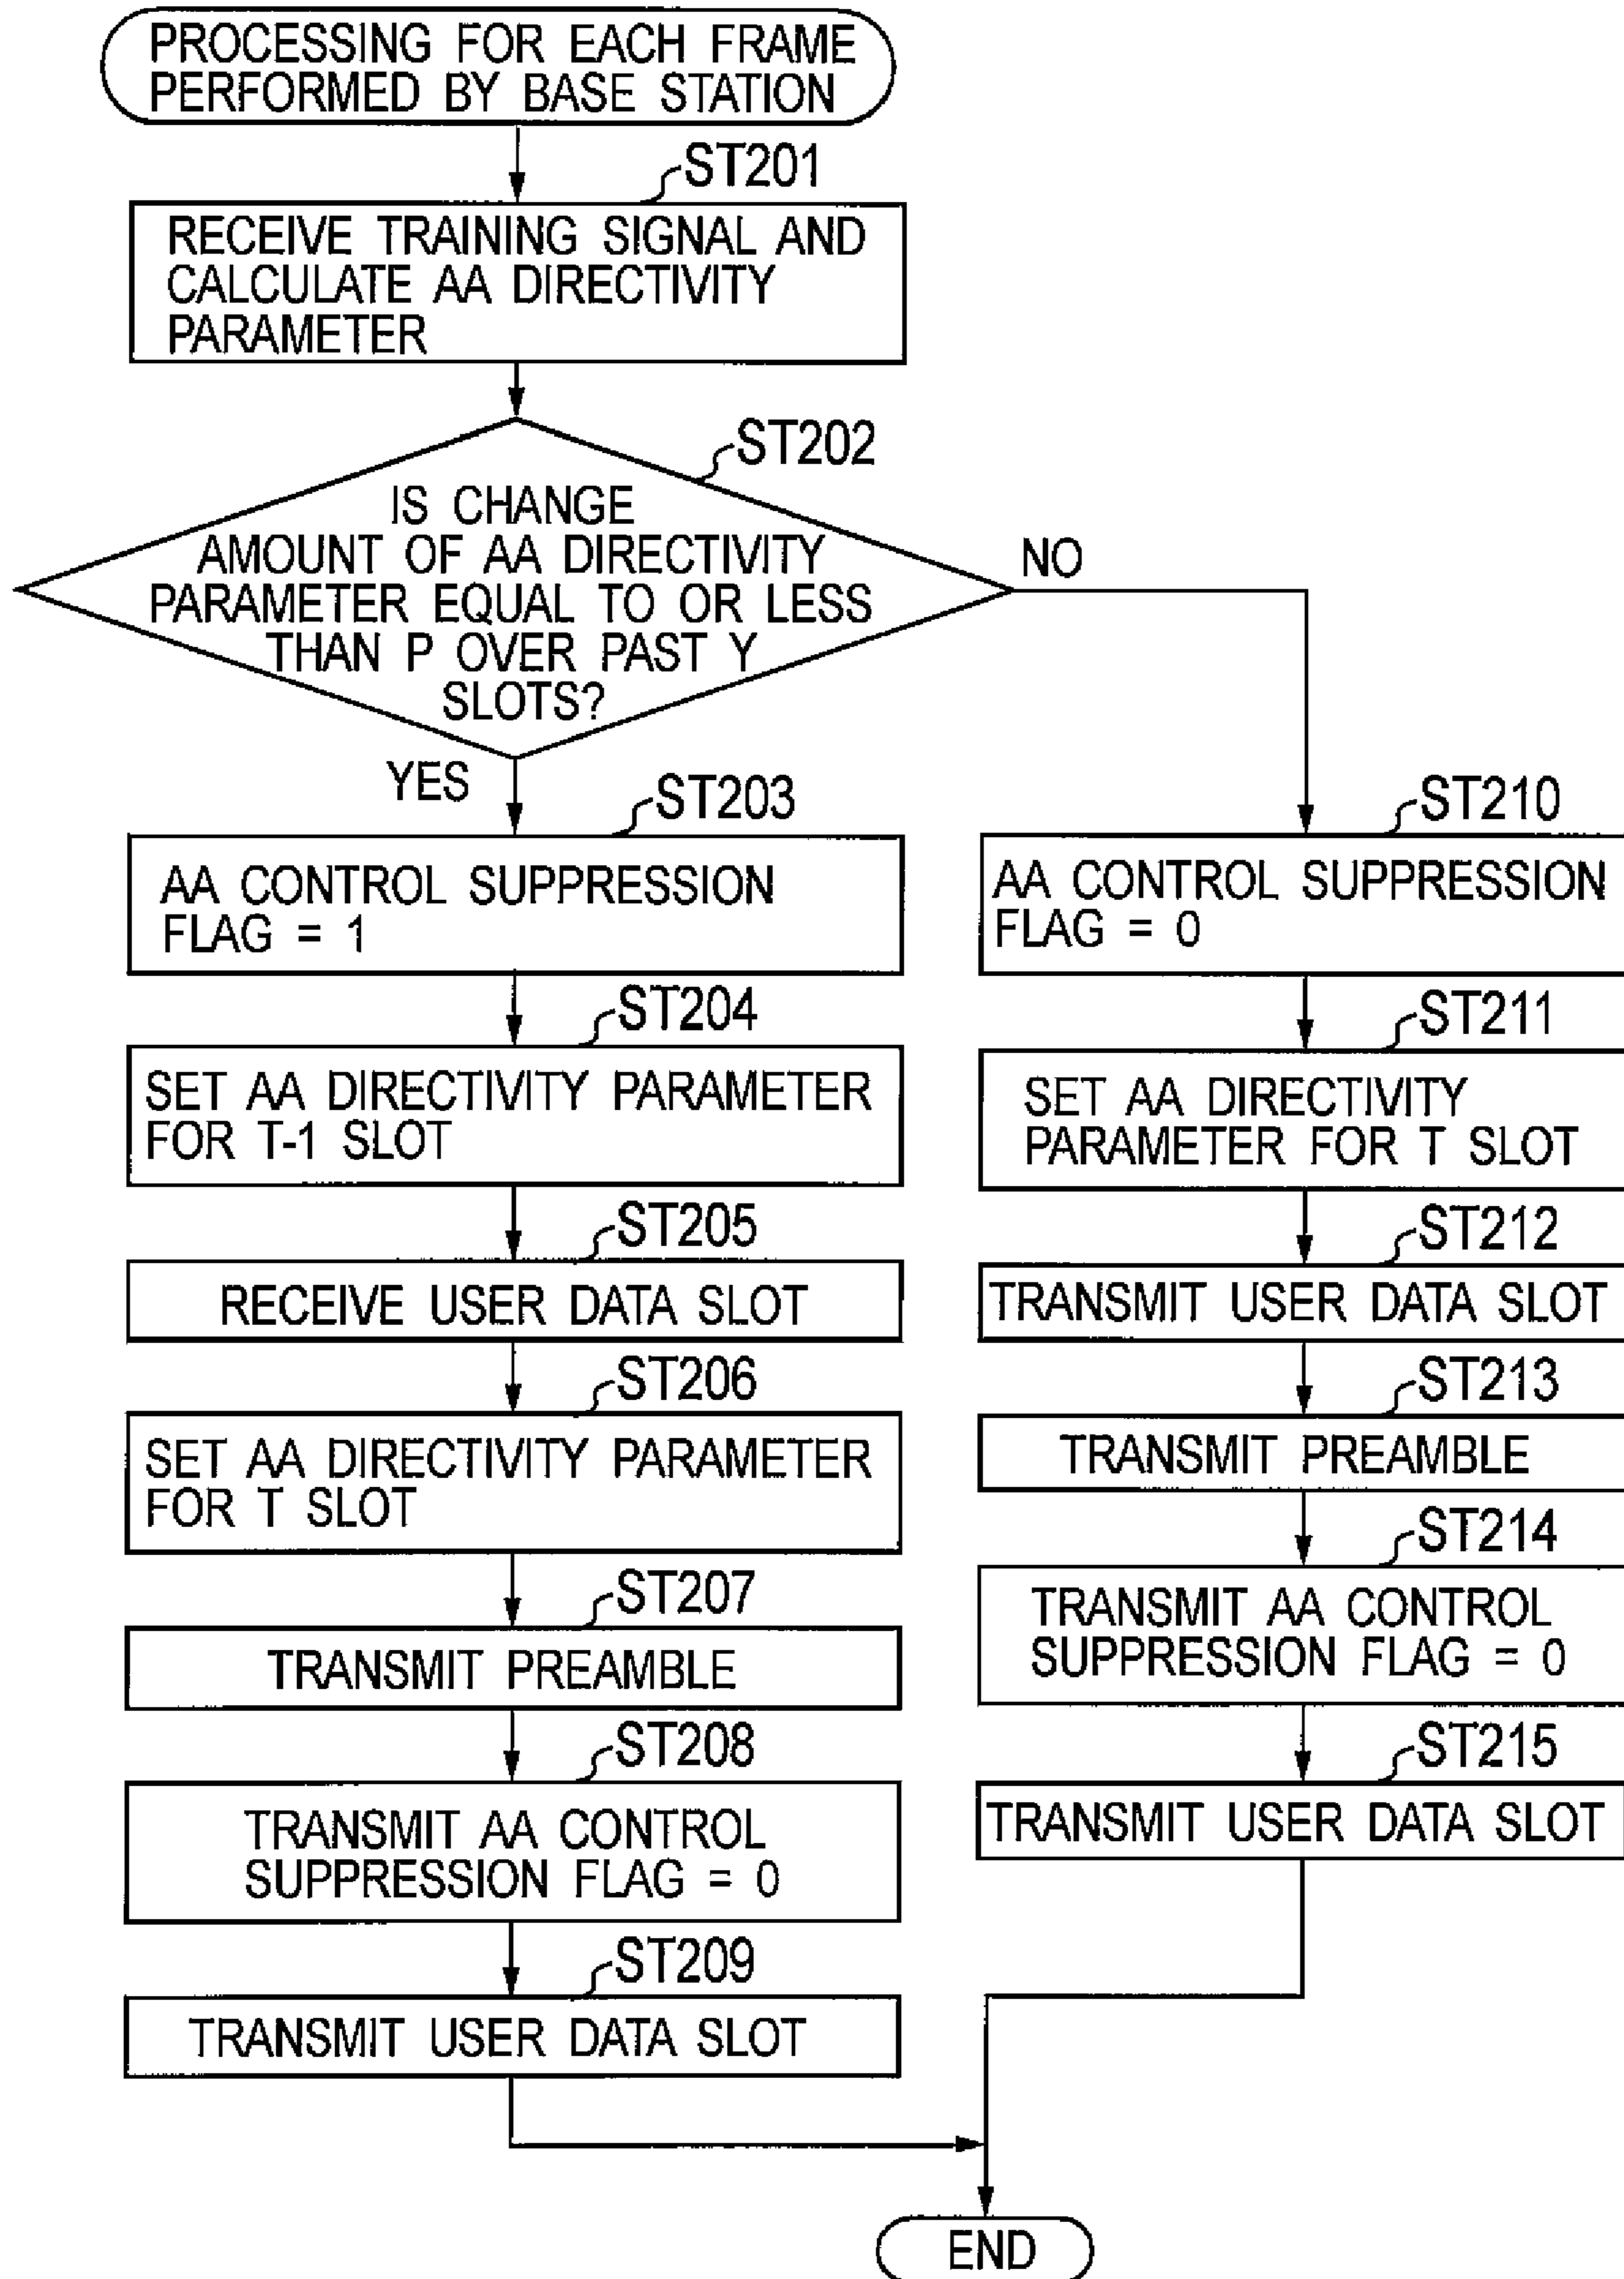 PROCESSING FOR EACH FRAME
PERFORMED BY BASE STATION
ST201
RECEIVE TRAINING SIGNAL AND
CALCULATE AA DIRECTIVITY
PARAMETER
ST202
IS CHANGE
AMOUNT OF AA DIRECTIVITY
PARAMETER EQUAL TO OR LESS
THAN P OVER PAST Y
SLOTS?
NO
YES
ST203
AA CONTROL SUPPRESSION
FLAG = 1
ST204
SET AA DIRECTIVITY PARAMETER
FOR T-1 SLOT
ST205
RECEIVE USER DATA SLOT
ST206
SET AA DIRECTIVITY PARAMETER
FOR T SLOT
ST207
TRANSMIT PREAMBLE
ST208
TRANSMIT AA CONTROL
SUPPRESSION FLAG = 0
ST209
TRANSMIT USER DATA SLOT
ST210
AA CONTROL SUPPRESSION
FLAG = 0
ST211
SET AA DIRECTIVITY
PARAMETER FOR T SLOT
ST212
TRANSMIT USER DATA SLOT
ST213
TRANSMIT PREAMBLE
ST214
TRANSMIT AA CONTROL
SUPPRESSION FLAG = 0
ST215
TRANSMIT USER DATA SLOT
END